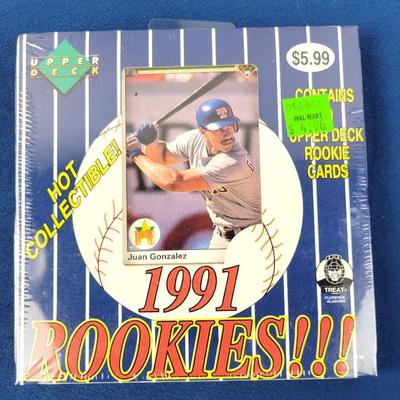 UPPER
DECK
$5.99
CONTAINS
WAL-MART
UPPER DECK
ROOKIE
CARDS
HOT
COLLECTIBLE!
Juan Gonzalez
1991
ROOKIES!!!
TREAT
FLORENCE,
ALABAMA